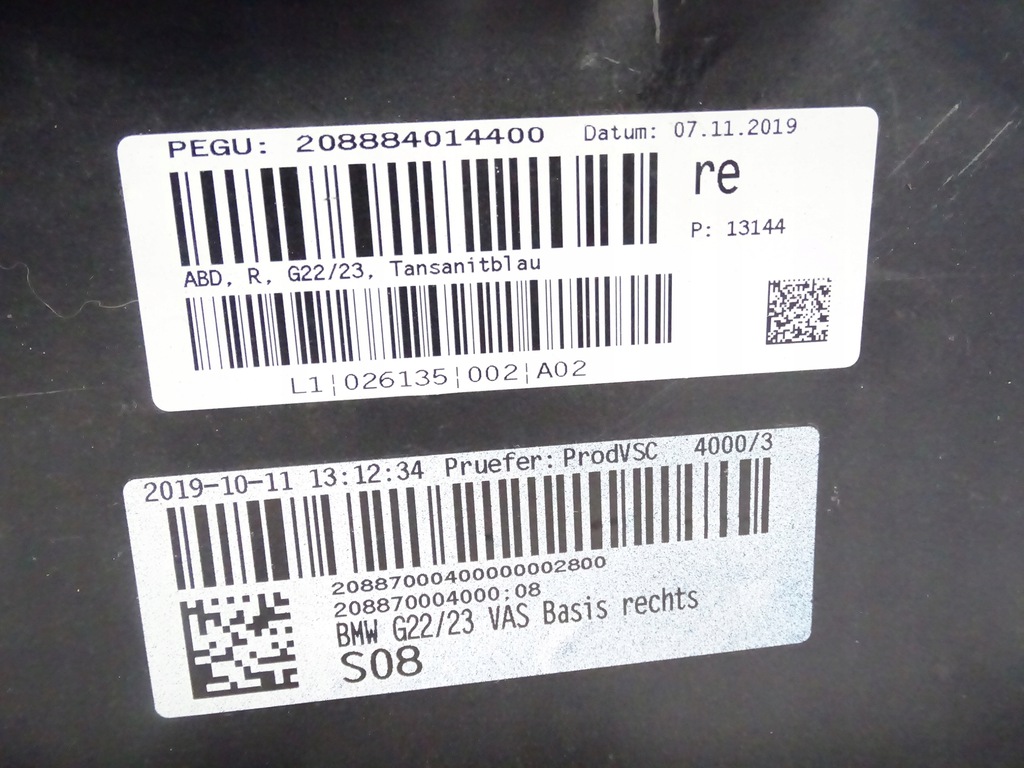 PEGU: 208884014400 Datum: 07.11.2019
re
P: 13144
ABD, R, G22/23, Tansanitblau
L1|026135|002|A02
2019-10-11 13:12:34 Pruefer: ProdVSC 4000/3
20887000400000002800
208870004000;08
BMW G22/23 VAS Basis rechts
S08